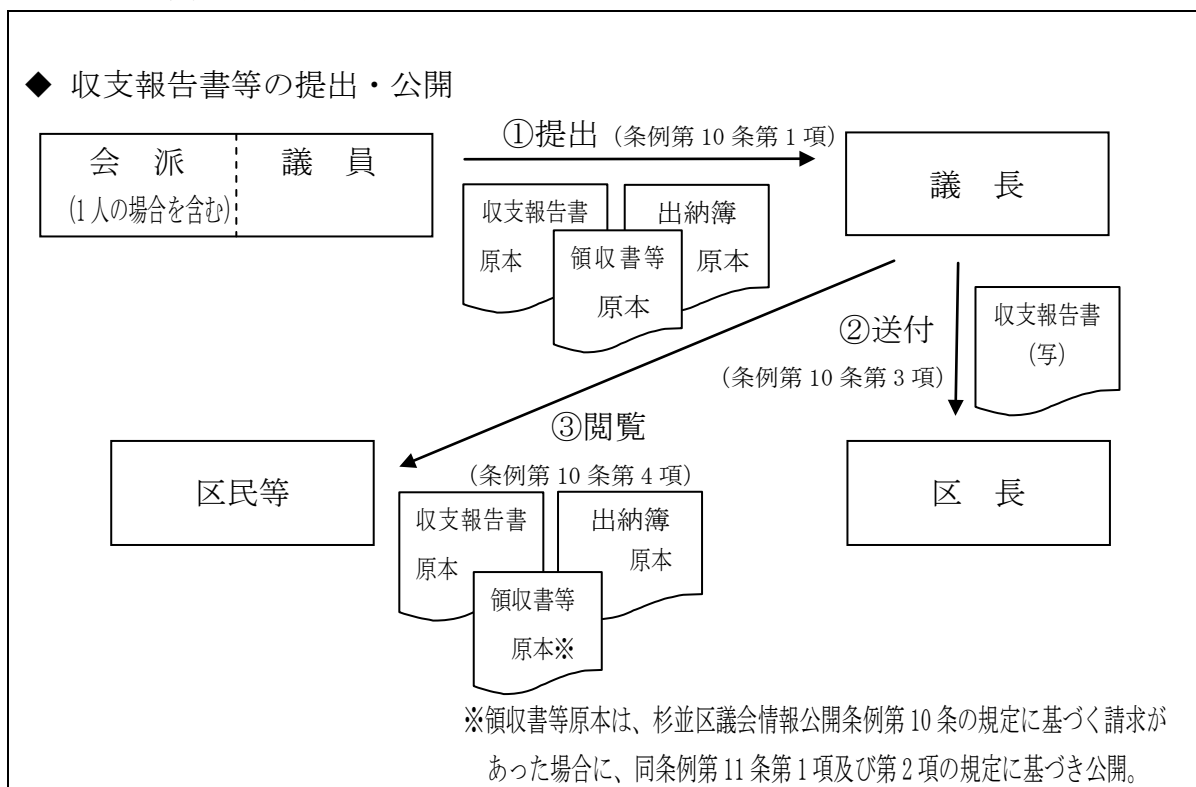 ◆ 収支報告書等の提出・公開
①提出 (条例第10条第1項)
会 派
(1人の場合を含む)
議 員
議 長
収支報告書
原本
出納簿
原本
領収書等
原本
②送付
(条例第10条第3項)
収支報告書
(写)
③閲覧
(条例第10条第4項)
区民等
区 長
収支報告書
原本
出納簿
原本
領収書等
原本※
※領収書等原本は、杉並区議会情報公開条例第10条の規定に基づく請求が
あった場合に、同条例第11条第1項及び第2項の規定に基づき公開。